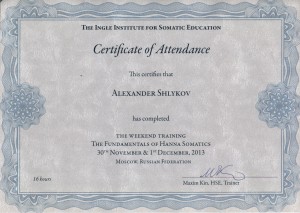 The Ingle Institute for Somatic Education
Certificate of Attendance
This certifies that
Alexander Shlykov
has completed
the weekend training
The Fundamentals of Hanna Somatics
30th November & 1st December, 2013
Moscow, Russian Federation
16 hours
Maxim Kin, HSE, Trainer